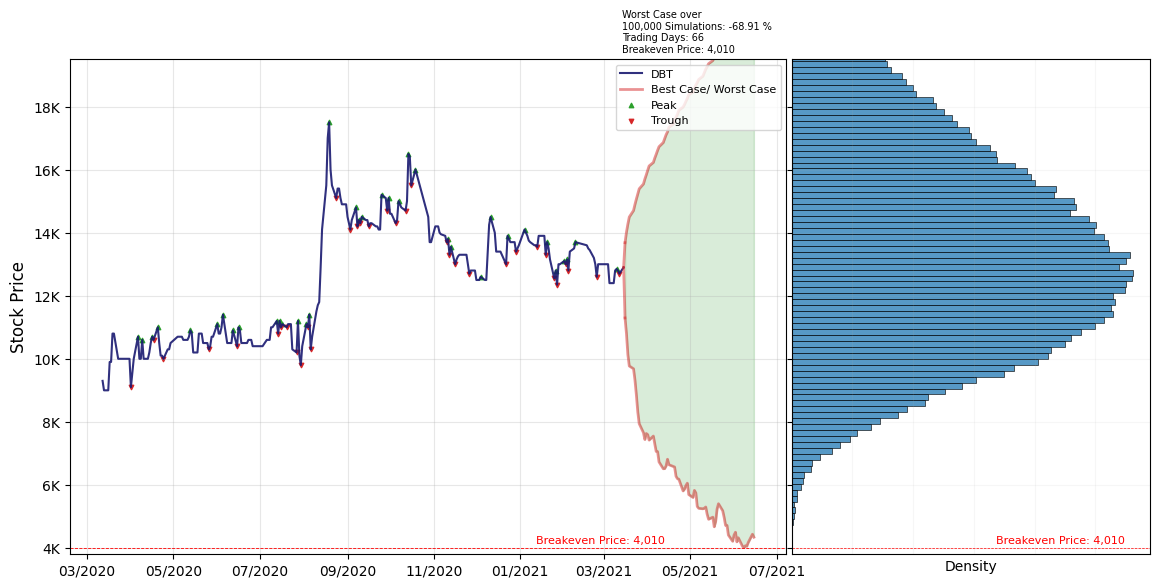 Worst Case over
100,000 Simulations: -68.91 %
Trading Days: 66
Breakeven Price: 4,010
DBT
Best Case/ Worst Case
Peak
Trough
Stock Price
18K
16K
14K
12K
10K
8K
6K
4K
Breakeven Price: 4,010
Breakeven Price: 4,010
03/2020 05/2020 07/2020 09/2020 11/2020 01/2021 03/2021 05/2021 07/2021
Density